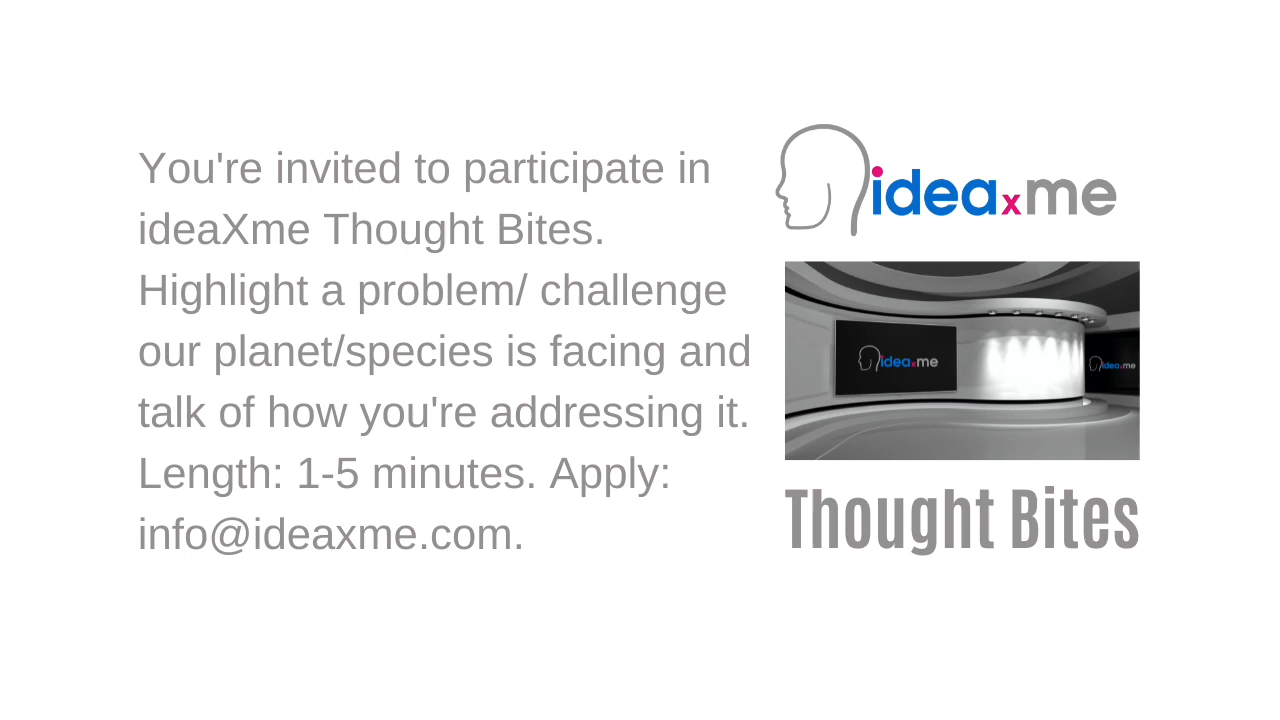 You're invited to participate in
ideaXme Thought Bites.
Highlight a problem/ challenge
our planet/species is facing and
talk of how you're addressing it.
Length: 1-5 minutes. Apply:
info@ideaxme.com.
ideaxme
ideaxme
ideaxme
Thought Bites